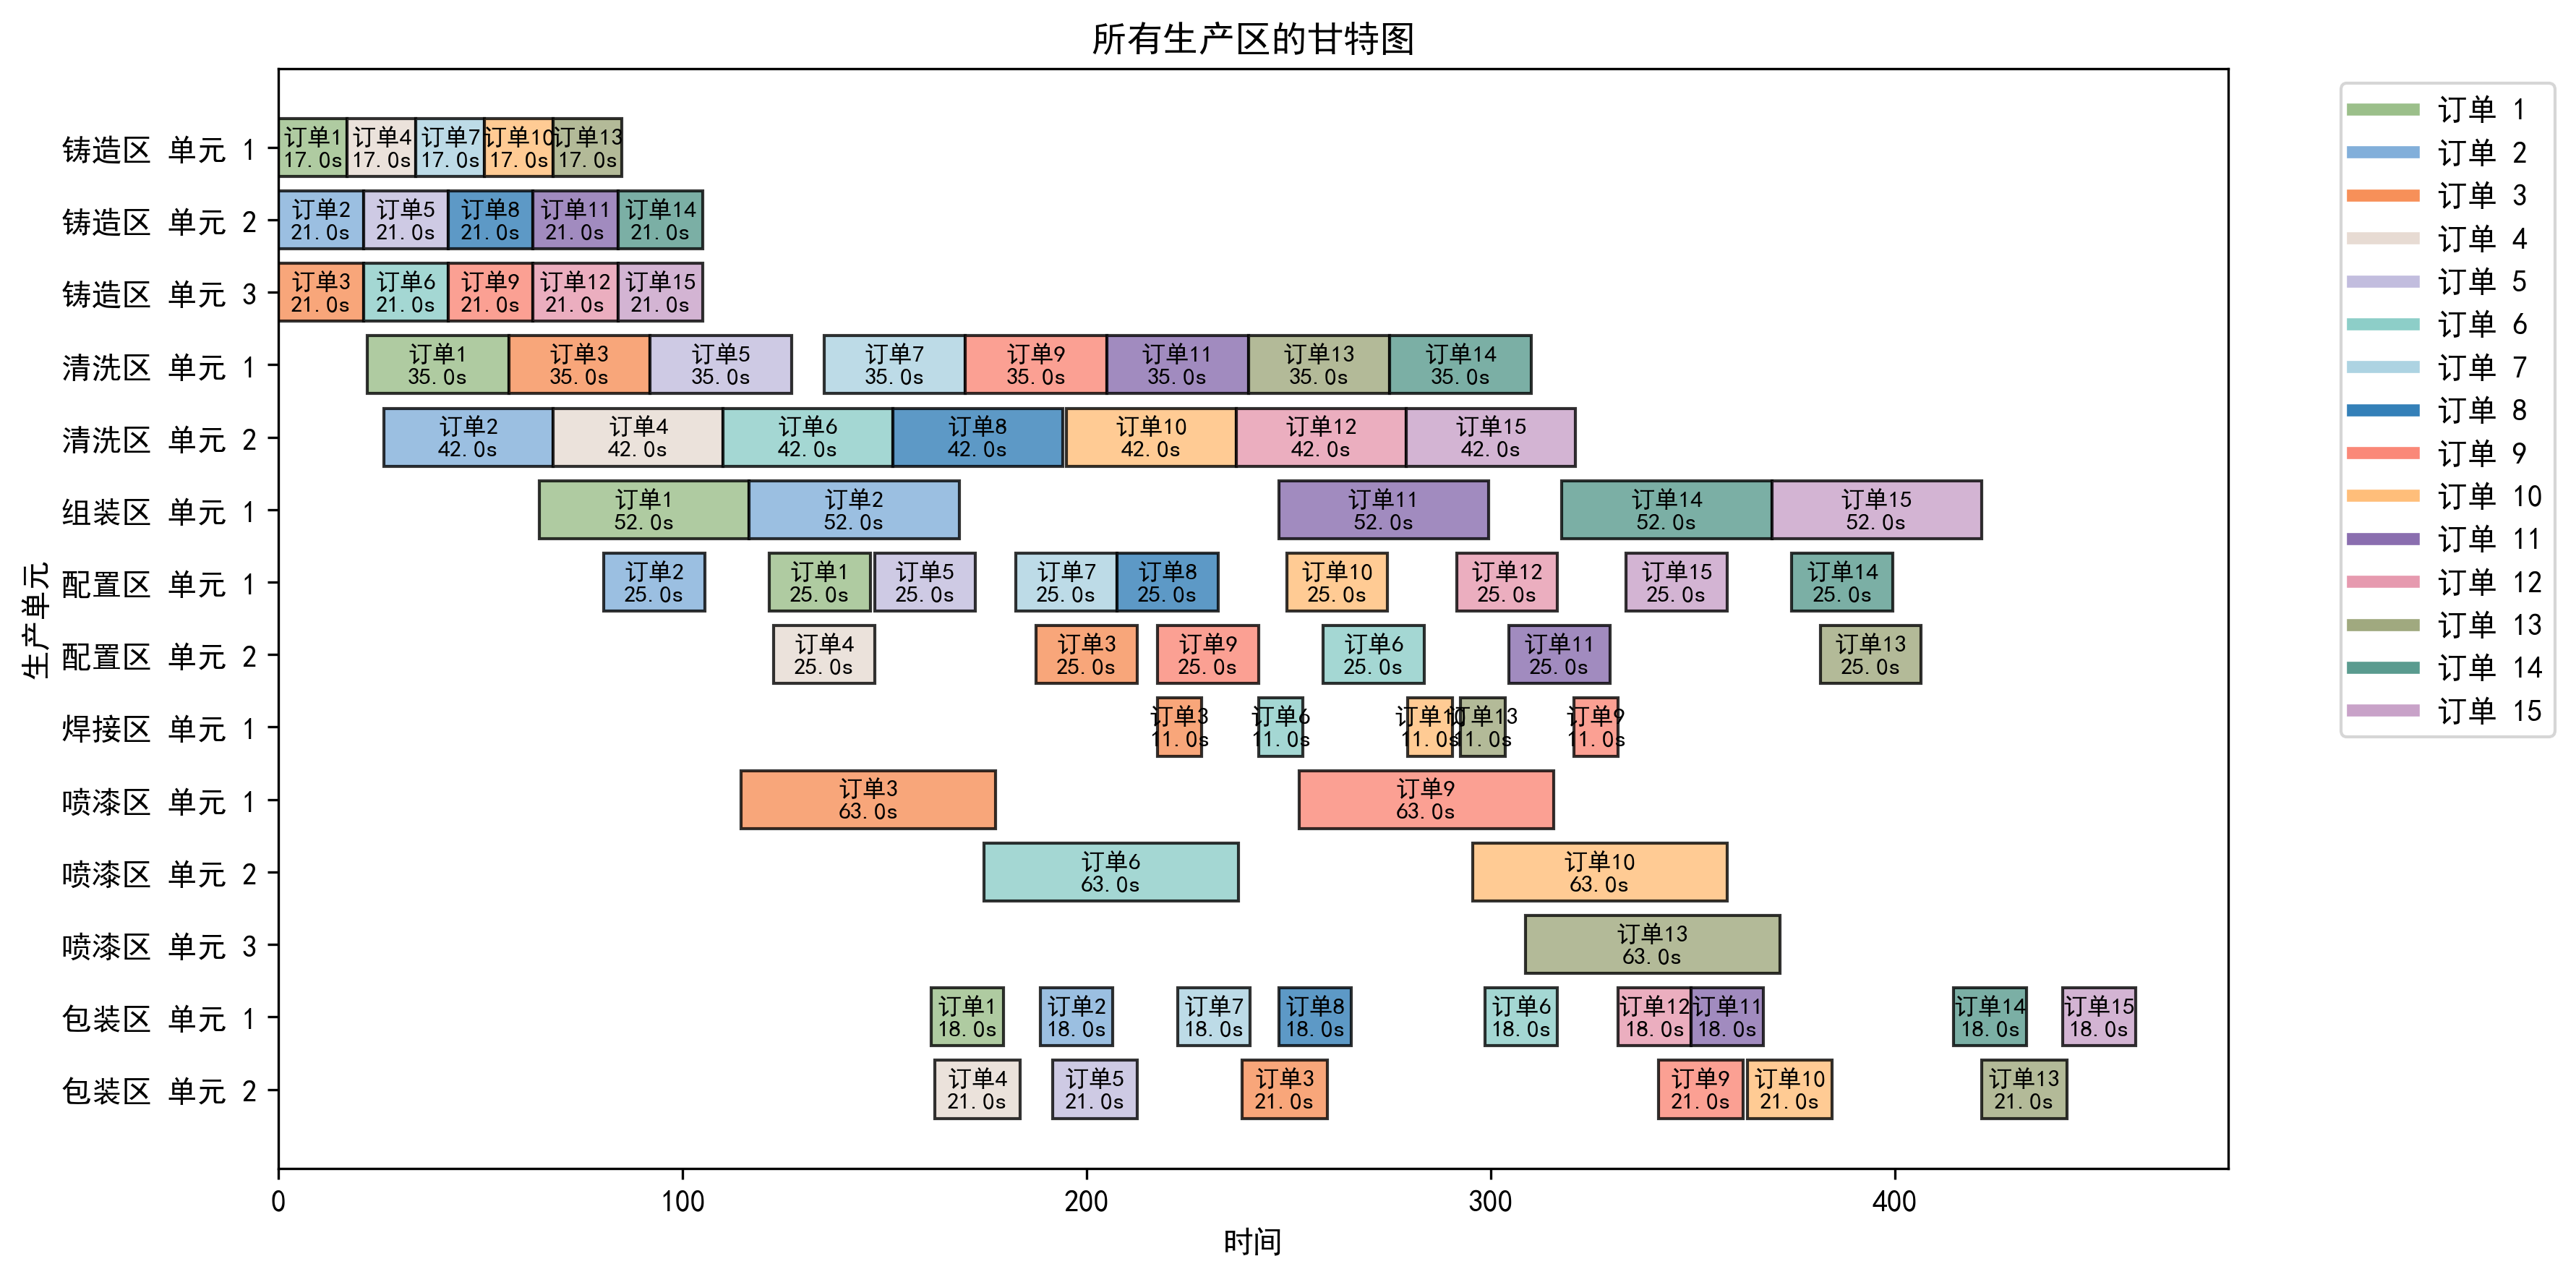 所有生产区的甘特图
生产单元
铸造区 单元 1
订单1 订单4 订单7 订单10 订单13
17.0s 17.0s 17.0s 17.0s 17.0s
铸造区 单元 2
订单2 订单5 订单8 订单11 订单14
21.0s 21.0s 21.0s 21.0s 21.0s
铸造区 单元 3
订单3 订单6 订单9 订单12 订单15
21.0s 21.0s 21.0s 21.0s 21.0s
清洗区 单元 1
订单1 订单3 订单5 订单7 订单9 订单11 订单13 订单14
35.0s 35.0s 35.0s 35.0s 35.0s 35.0s 35.0s 35.0s
清洗区 单元 2
订单2 订单4 订单6 订单8 订单10 订单12 订单15
42.0s 42.0s 42.0s 42.0s 42.0s 42.0s 42.0s
组装区 单元 1
订单1 订单2 订单11 订单14 订单15
52.0s 52.0s 52.0s 52.0s 52.0s
配置区 单元 1
订单2 订单1 订单5 订单7 订单8 订单10 订单12 订单15 订单14
25.0s 25.0s 25.0s 25.0s 25.0s 25.0s 25.0s 25.0s 25.0s
配置区 单元 2
订单4 订单3 订单9 订单6 订单11 订单13
25.0s 25.0s 25.0s 25.0s 25.0s 25.0s
焊接区 单元 1
订单3 订单6 订单10 订单13 订单9
11.0s 11.0s 11.0s 11.0s 11.0s
喷漆区 单元 1
订单3 订单9
63.0s 63.0s
喷漆区 单元 2
订单6 订单10
63.0s 63.0s
喷漆区 单元 3
订单13
63.0s
包装区 单元 1
订单1 订单2 订单7 订单8 订单6 订单12 订单11 订单14 订单15
18.0s 18.0s 18.0s 18.0s 18.0s 18.0s 18.0s 18.0s 18.0s
包装区 单元 2
订单4 订单5 订单3 订单9 订单10 订单13
21.0s 21.0s 21.0s 21.0s 21.0s 21.0s
0 100 200 300 400
时间
订单 1
订单 2
订单 3
订单 4
订单 5
订单 6
订单 7
订单 8
订单 9
订单 10
订单 11
订单 12
订单 13
订单 14
订单 15